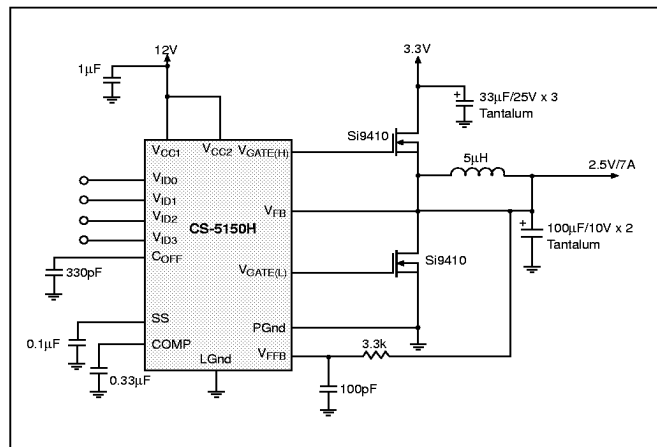 12V
3.3V
1µF
33µF/25V x 3
Tantalum
Si9410
VCC1
VCC2
VGATE(H)
5µH
2.5V/7A
VID0
VID1
VID2
VID3
VFB
CS-5150H
100µF/10V x 2
Tantalum
COFF
330pF
VGATE(L)
Si9410
SS
PGnd
0.1µF
COMP
LGnd
VFFB
3.3k
0.33µF
100pF